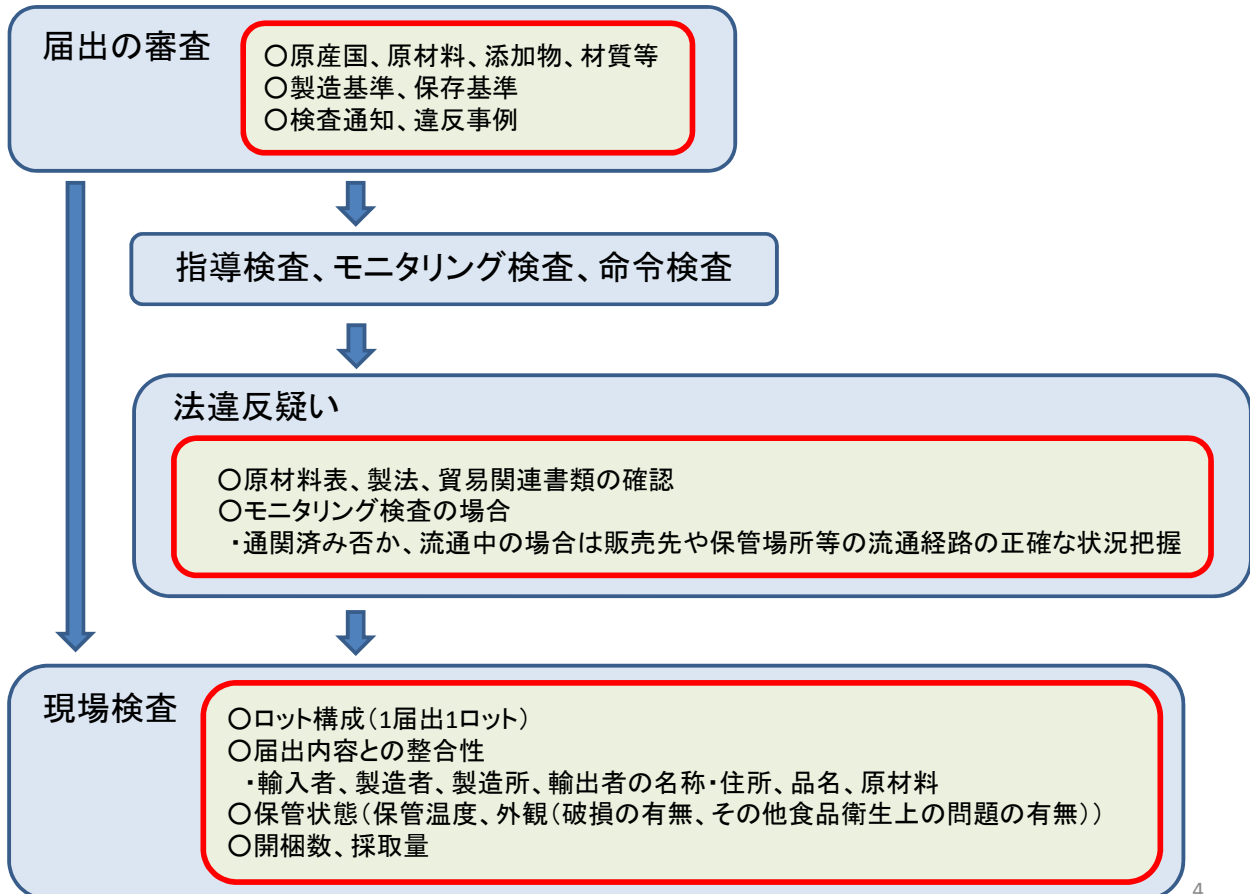 届出の審査
○原産国、原材料、添加物、材質等
○製造基準、保存基準
○検査通知、違反事例
指導検査、モニタリング検査、命令検査
法違反疑い
○原材料表、製法、貿易関連書類の確認
○モニタリング検査の場合
・通関済み否か、流通中の場合は販売先や保管場所等の流通経路の正確な状況把握
現場検査
○ロット構成（1届出1ロット）
○届出内容との整合性
・輸入者、製造者、製造所、輸出者の名称・住所、品名、原材料
○保管状態（保管温度、外観（破損の有無、その他食品衛生上の問題の有無））
○開梱数、採取量
4